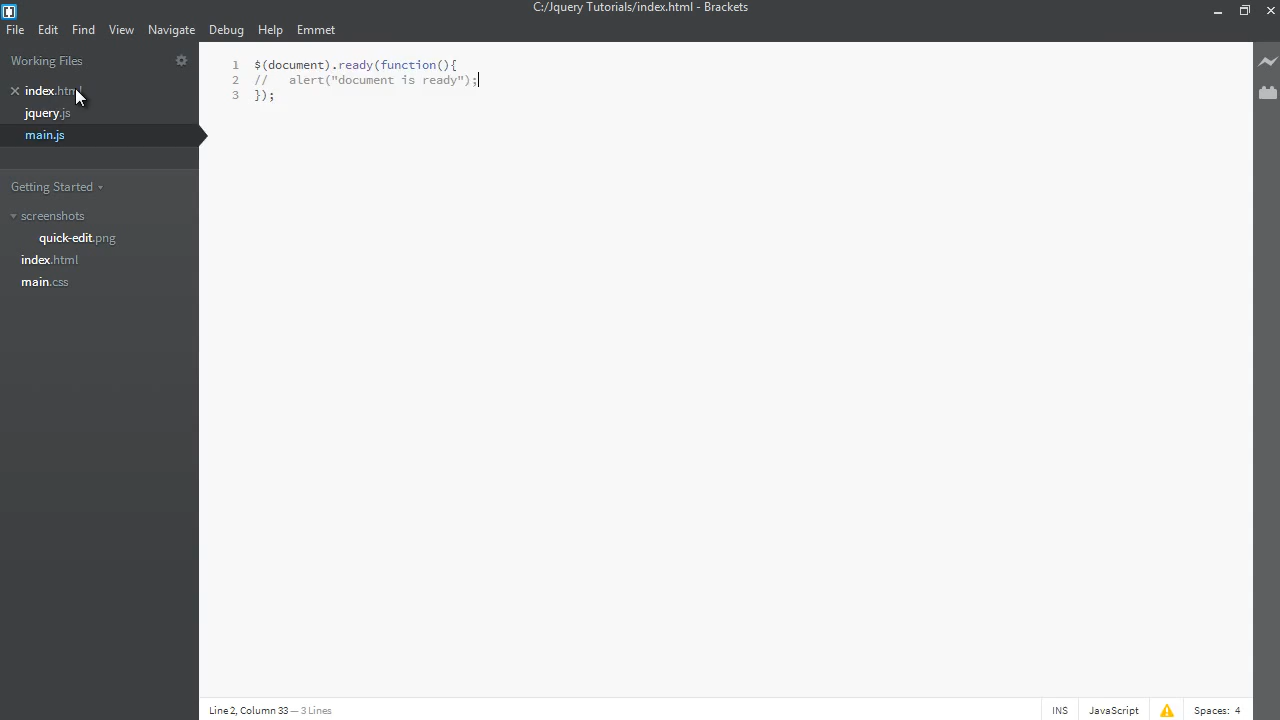 C:/Jquery Tutorials/index.html - Brackets
File Edit Find View Navigate Debug Help Emmet
Working Files
index.html
jquery.js
main.js
Getting Started
screenshots
quick-edit.png
index.html
main.css
1 $(document).ready(function(){
2 //   alert("document is ready");
3 });
Line 2, Column 33 — 3 Lines
INS JavaScript Spaces: 4